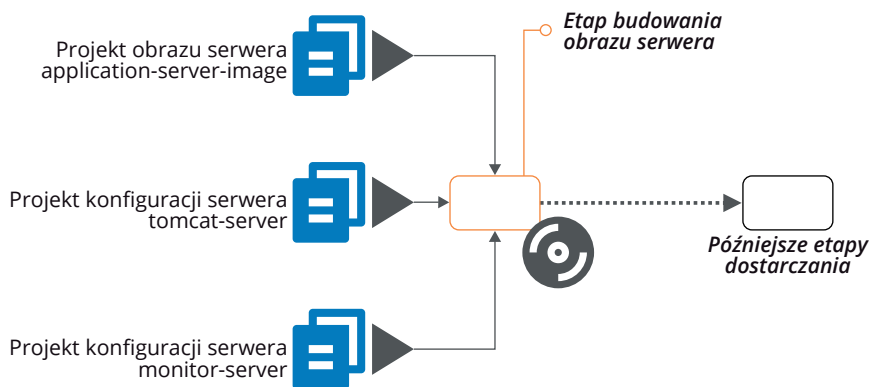 Etap budowania
obrazu serwera
Projekt obrazu serwera
application-server-image
Projekt konfiguracji serwera
tomcat-server
Późniejsze etapy
dostarczania
Projekt konfiguracji serwera
monitor-server